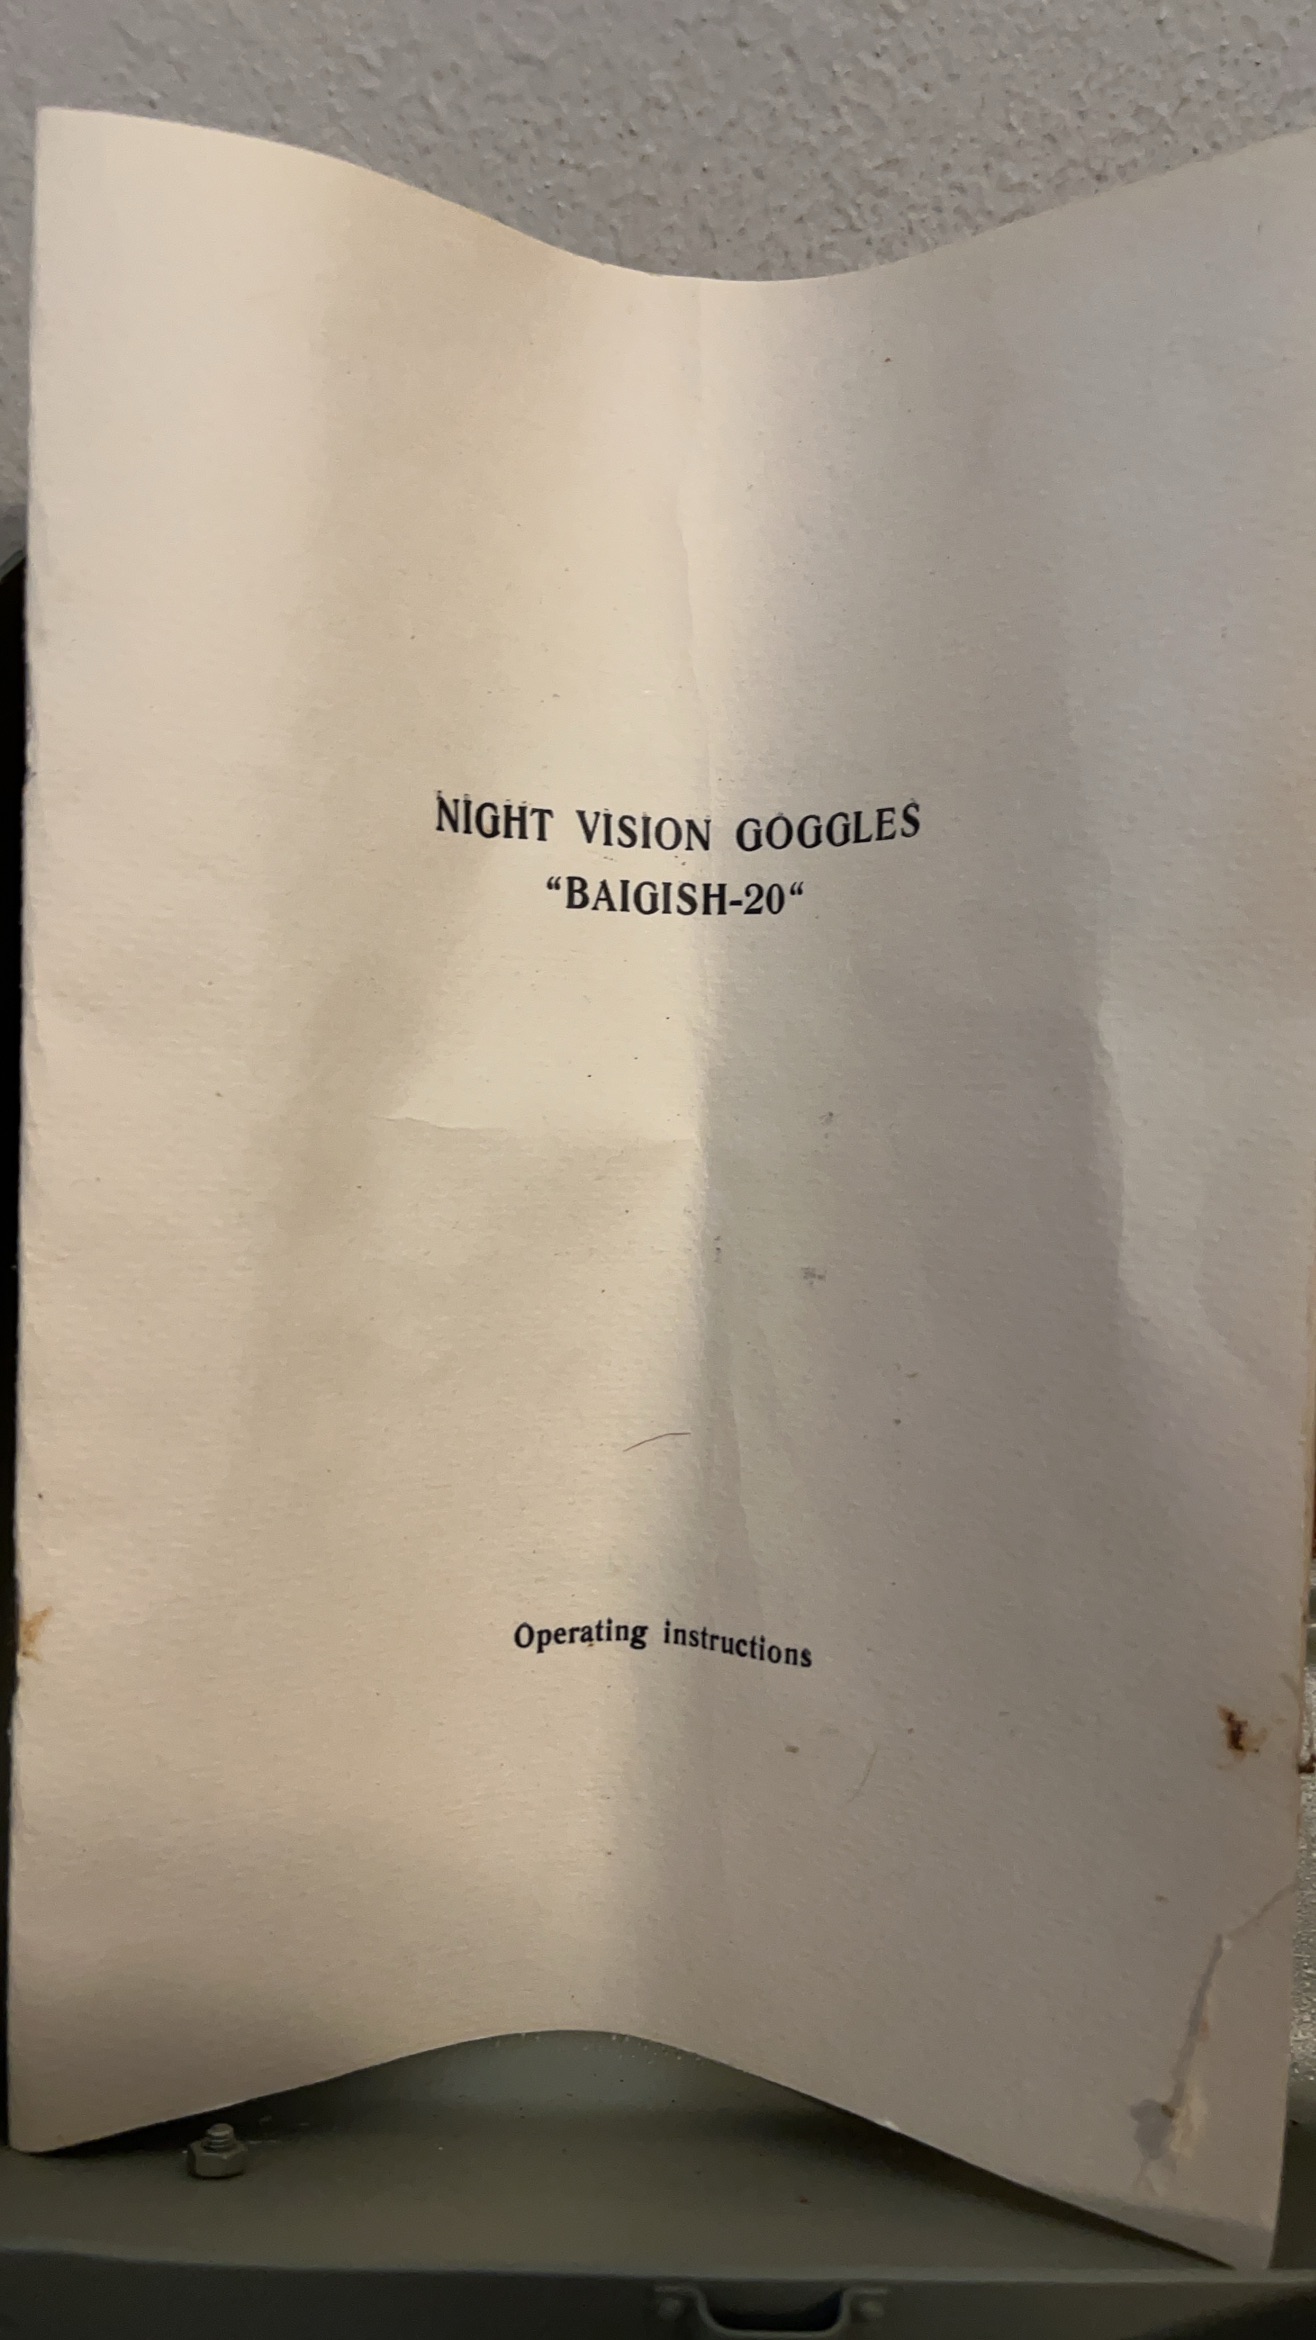 NIGHT VISION GOGGLES
“BAIGISH-20“
Operating instructions